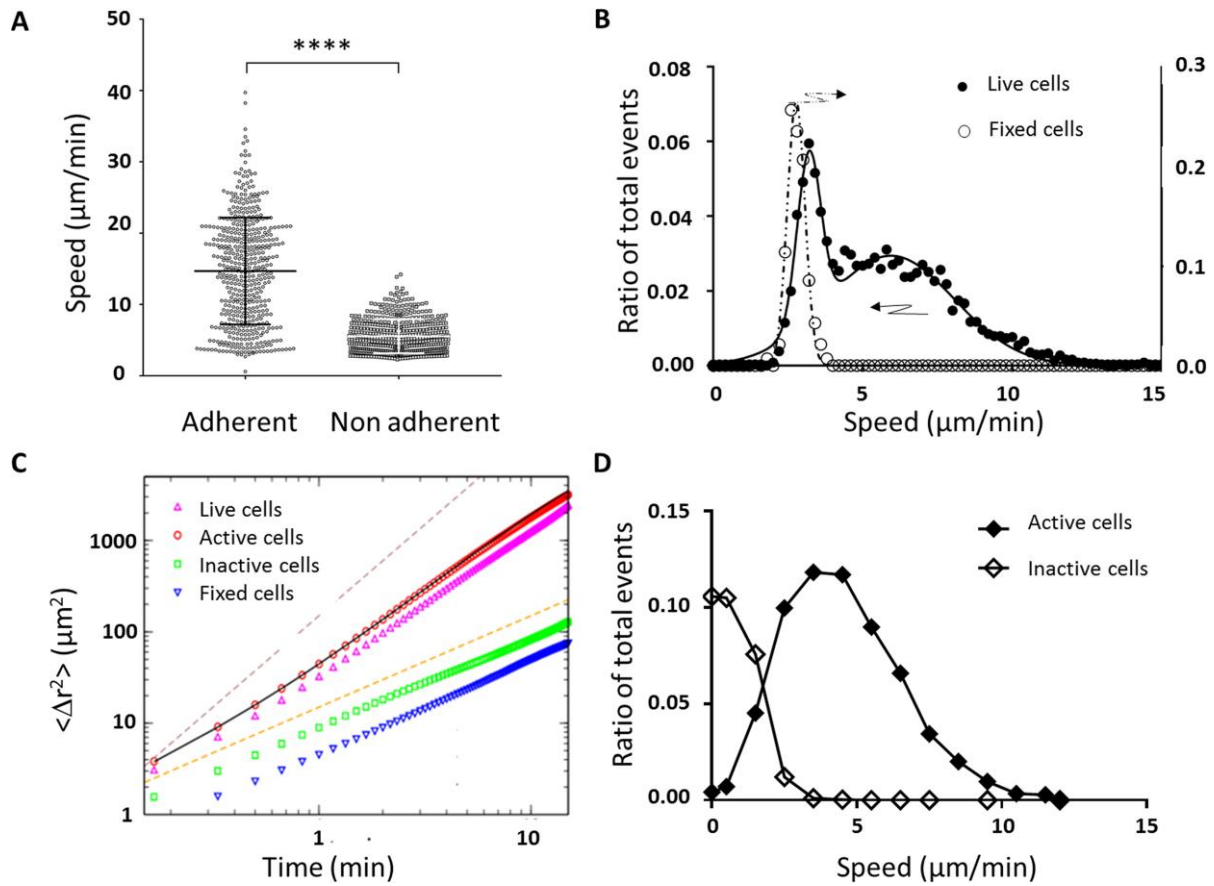 A
Speed (µm/min)
50
40
30
20
10
0
****
Adherent
Non adherent
B
Ratio of total events
0.08
0.06
0.04
0.02
0.00
0.3
0.2
0.1
0.0
Live cells
Fixed cells
0
5
10
15
Speed (µm/min)
C
<Δr²> (µm²)
1000
100
10
1
Live cells
Active cells
Inactive cells
Fixed cells
1
10
Time (min)
D
Ratio of total events
0.15
0.10
0.05
0.00
Active cells
Inactive cells
0
5
10
15
Speed (µm/min)